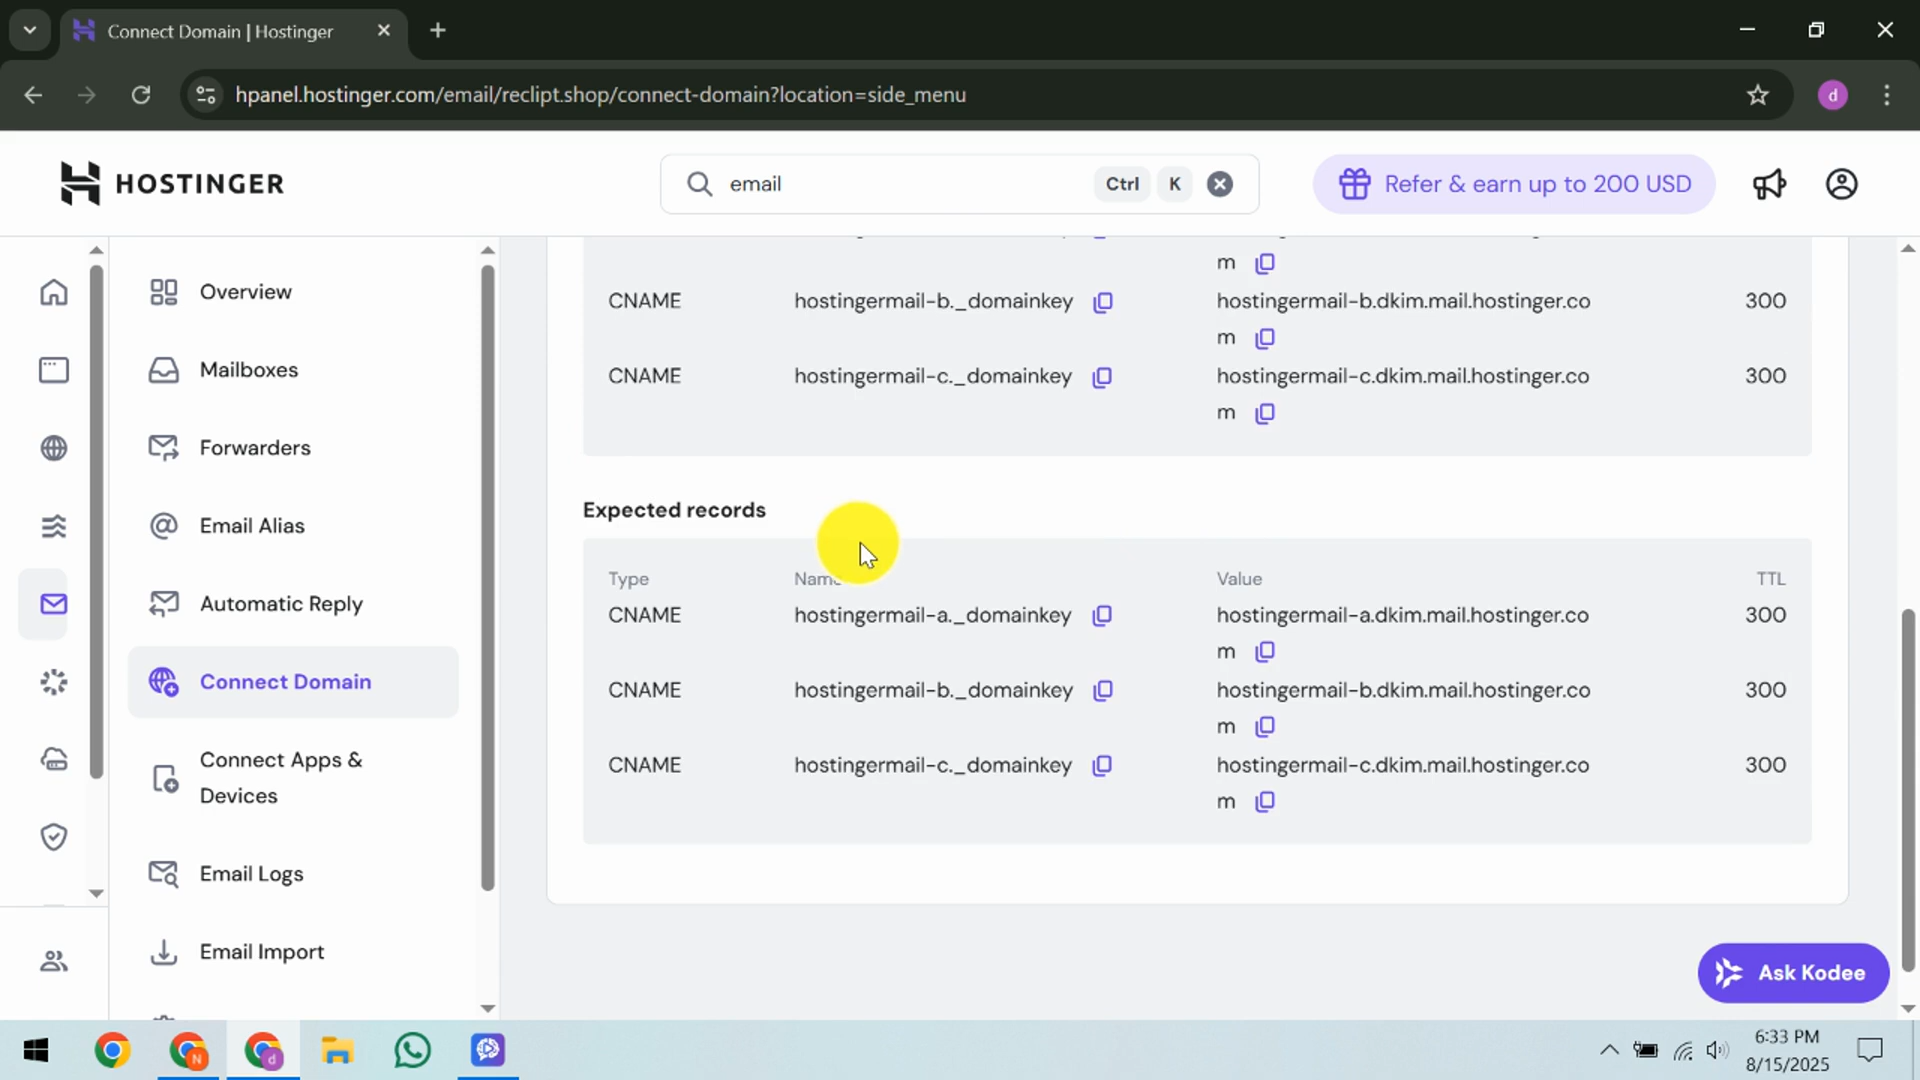 Connect Domain | Hostinger
hpanel.hostinger.com/email/reclipt.shop/connect-domain?location=side_menu
d
HOSTINGER
email
Ctrl
K
Refer & earn up to 200 USD
Overview
Mailboxes
Forwarders
Email Alias
Automatic Reply
Connect Domain
Connect Apps &
Devices
Email Logs
Email Import
m
CNAME hostingermail-b._domainkey hostingermail-b.dkim.mail.hostinger.co 300
m
CNAME hostingermail-c._domainkey hostingermail-c.dkim.mail.hostinger.co 300
m
Expected records
Type Name Value TTL
CNAME hostingermail-a._domainkey hostingermail-a.dkim.mail.hostinger.co 300
m
CNAME hostingermail-b._domainkey hostingermail-b.dkim.mail.hostinger.co 300
m
CNAME hostingermail-c._domainkey hostingermail-c.dkim.mail.hostinger.co 300
m
Ask Kodee
N
d
6:33 PM
8/15/2025